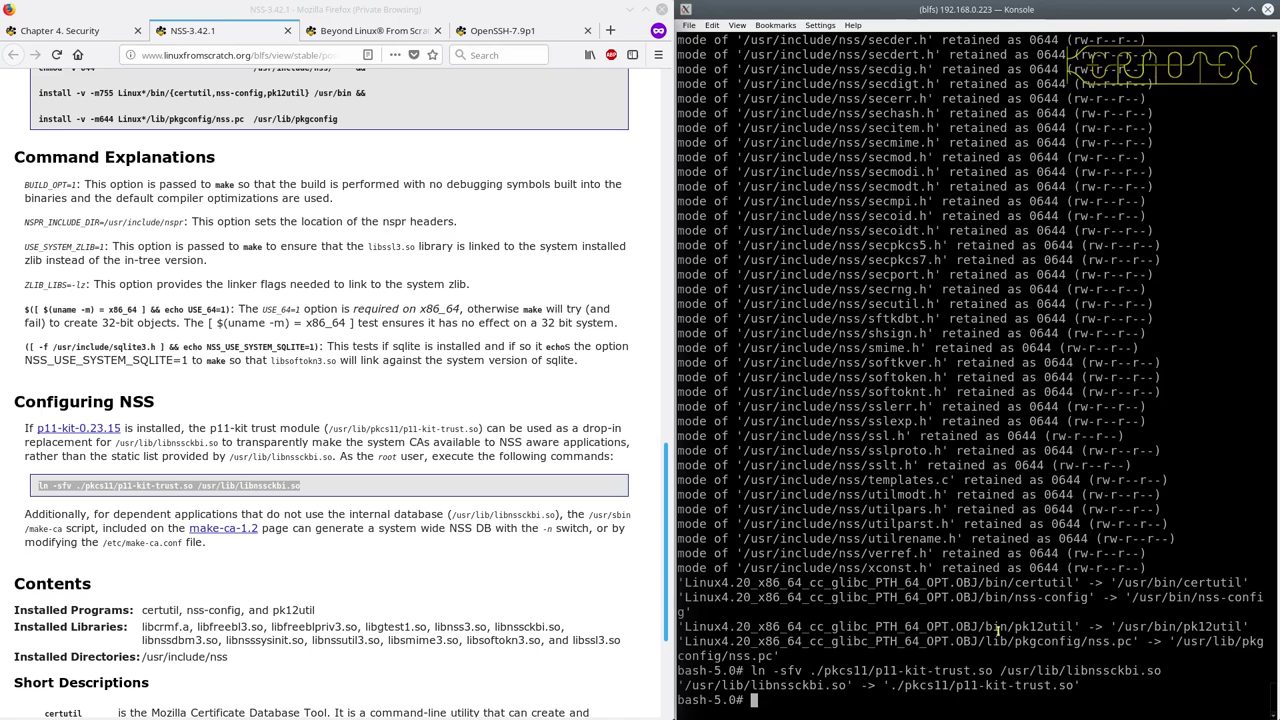 NSS-3.42.1 - Mozilla Firefox (Private Browsing)
Chapter 4. Security
NSS-3.42.1
Beyond Linux® From Scr
OpenSSH-7.9p1
www.linuxfromscratch.org/blfs/view/stable/pos
Search
install -v -m755 Linux*/bin/{certutil,nss-config,pk12util} /usr/bin &&
install -v -m644 Linux*/lib/pkgconfig/nss.pc  /usr/lib/pkgconfig
Command Explanations
BUILD_OPT=1: This option is passed to make so that the build is performed with no debugging symbols built into the
binaries and the default compiler optimizations are used.
NSPR_INCLUDE_DIR=/usr/include/nspr: This option sets the location of the nspr headers.
USE_SYSTEM_ZLIB=1: This option is passed to make to ensure that the libssl3.so library is linked to the system installed
zlib instead of the in-tree version.
ZLIB_LIBS=-lz: This option provides the linker flags needed to link to the system zlib.
$([ $(uname -m) = x86_64 ] && echo USE_64=1): The USE_64=1 option is required on x86_64, otherwise make will try (and
fail) to create 32-bit objects. The [ $(uname -m) = x86_64 ] test ensures it has no effect on a 32 bit system.
([ -f /usr/include/sqlite3.h ] && echo NSS_USE_SYSTEM_SQLITE=1): This tests if sqlite is installed and if so it echos the option
NSS_USE_SYSTEM_SQLITE=1 to make so that libsoftokn3.so will link against the system version of sqlite.
Configuring NSS
If p11-kit-0.23.15 is installed, the p11-kit trust module (/usr/lib/pkcs11/p11-kit-trust.so) can be used as a drop-in
replacement for /usr/lib/libnssckbi.so to transparently make the system CAs available to NSS aware applications,
rather than the static list provided by /usr/lib/libnssckbi.so. As the root user, execute the following commands:
ln -sfv ./pkcs11/p11-kit-trust.so /usr/lib/libnssckbi.so
Additionally, for dependent applications that do not use the internal database (/usr/lib/libnssckbi.so), the /usr/sbin
/make-ca script, included on the make-ca-1.2 page can generate a system wide NSS DB with the -n switch, or by
modifying the /etc/make-ca.conf file.
Contents
Installed Programs: certutil, nss-config, and pk12util
Installed Libraries: libcrmf.a, libfreebl3.so, libfreeblpriv3.so, libgtest1.so, libnss3.so, libnssckbi.so,
libnssdbm3.so, libnsssysinit.so, libnssutil3.so, libsmime3.so, libsoftokn3.so, and libssl3.so
Installed Directories: /usr/include/nss
Short Descriptions
certutil is the Mozilla Certificate Database Tool. It is a command-line utility that can create and
(blfs) 192.168.0.223 — Konsole
File Edit View Bookmarks Settings Help
KERNOTEX
mode of '/usr/include/nss/secder.h' retained as 0644 (rw-r--r--)
mode of '/usr/include/nss/secdert.h' retained as 0644 (rw-r--r--)
mode of '/usr/include/nss/secdig.h' retained as 0644 (rw-r--r--)
mode of '/usr/include/nss/secdigt.h' retained as 0644 (rw-r--r--)
mode of '/usr/include/nss/secerr.h' retained as 0644 (rw-r--r--)
mode of '/usr/include/nss/sechash.h' retained as 0644 (rw-r--r--)
mode of '/usr/include/nss/secitem.h' retained as 0644 (rw-r--r--)
mode of '/usr/include/nss/secmime.h' retained as 0644 (rw-r--r--)
mode of '/usr/include/nss/secmod.h' retained as 0644 (rw-r--r--)
mode of '/usr/include/nss/secmodi.h' retained as 0644 (rw-r--r--)
mode of '/usr/include/nss/secmodt.h' retained as 0644 (rw-r--r--)
mode of '/usr/include/nss/secmpi.h' retained as 0644 (rw-r--r--)
mode of '/usr/include/nss/secoid.h' retained as 0644 (rw-r--r--)
mode of '/usr/include/nss/secoidt.h' retained as 0644 (rw-r--r--)
mode of '/usr/include/nss/secpkcs5.h' retained as 0644 (rw-r--r--)
mode of '/usr/include/nss/secpkcs7.h' retained as 0644 (rw-r--r--)
mode of '/usr/include/nss/secport.h' retained as 0644 (rw-r--r--)
mode of '/usr/include/nss/secrng.h' retained as 0644 (rw-r--r--)
mode of '/usr/include/nss/secutil.h' retained as 0644 (rw-r--r--)
mode of '/usr/include/nss/sftkdbt.h' retained as 0644 (rw-r--r--)
mode of '/usr/include/nss/shsign.h' retained as 0644 (rw-r--r--)
mode of '/usr/include/nss/smime.h' retained as 0644 (rw-r--r--)
mode of '/usr/include/nss/softkver.h' retained as 0644 (rw-r--r--)
mode of '/usr/include/nss/softoken.h' retained as 0644 (rw-r--r--)
mode of '/usr/include/nss/softoknt.h' retained as 0644 (rw-r--r--)
mode of '/usr/include/nss/sslerr.h' retained as 0644 (rw-r--r--)
mode of '/usr/include/nss/sslexp.h' retained as 0644 (rw-r--r--)
mode of '/usr/include/nss/ssl.h' retained as 0644 (rw-r--r--)
mode of '/usr/include/nss/sslproto.h' retained as 0644 (rw-r--r--)
mode of '/usr/include/nss/sslt.h' retained as 0644 (rw-r--r--)
mode of '/usr/include/nss/templates.c' retained as 0644 (rw-r--r--)
mode of '/usr/include/nss/utilmodt.h' retained as 0644 (rw-r--r--)
mode of '/usr/include/nss/utilpars.h' retained as 0644 (rw-r--r--)
mode of '/usr/include/nss/utilparst.h' retained as 0644 (rw-r--r--)
mode of '/usr/include/nss/utilrename.h' retained as 0644 (rw-r--r--)
mode of '/usr/include/nss/verref.h' retained as 0644 (rw-r--r--)
mode of '/usr/include/nss/xconst.h' retained as 0644 (rw-r--r--)
'Linux4.20_x86_64_cc_glibc_PTH_64_OPT.OBJ/bin/certutil' -> '/usr/bin/certutil'
'Linux4.20_x86_64_cc_glibc_PTH_64_OPT.OBJ/bin/nss-config' -> '/usr/bin/nss-confi
g'
'Linux4.20_x86_64_cc_glibc_PTH_64_OPT.OBJ/bin/pk12util' -> '/usr/bin/pk12util'
'Linux4.20_x86_64_cc_glibc_PTH_64_OPT.OBJ/lib/pkgconfig/nss.pc' -> '/usr/lib/pkg
config/nss.pc'
bash-5.0# ln -sfv ./pkcs11/p11-kit-trust.so /usr/lib/libnssckbi.so
'/usr/lib/libnssckbi.so' -> './pkcs11/p11-kit-trust.so'
bash-5.0#